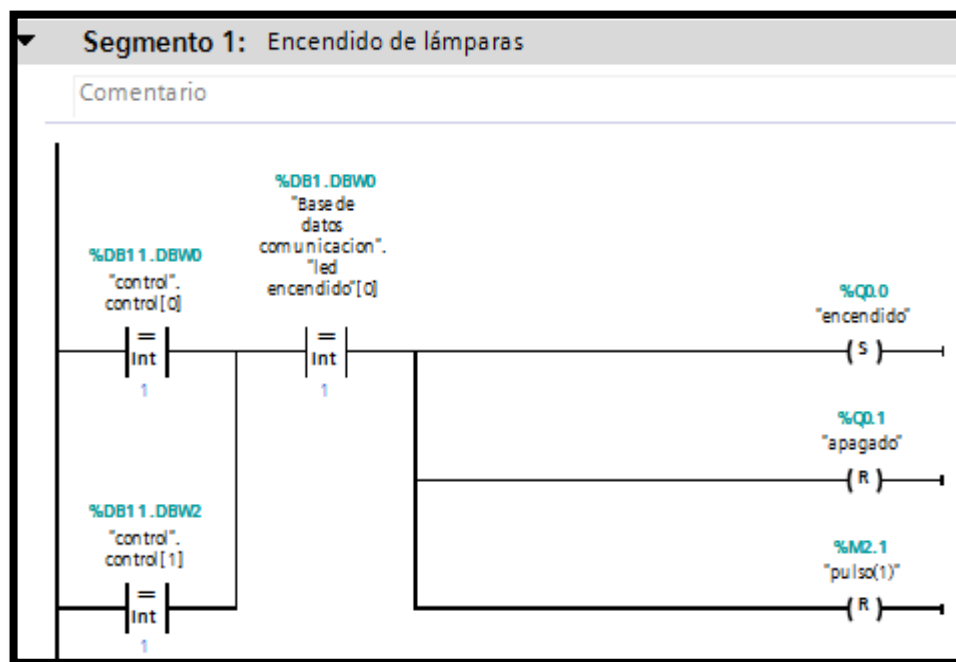 Segmento 1: Encendido de lámparas
Comentario
%DB1.DBW0
"Base de
datos
comunicacion".
"led
encendido"[0]
%DB11.DBW0
"control".
control[0]
=
Int
1
=
Int
1
%Q0.0
"encendido"
S
%Q0.1
"apagado"
R
%DB11.DBW2
"control".
control[1]
=
Int
1
%M2.1
"pulso(1)"
R